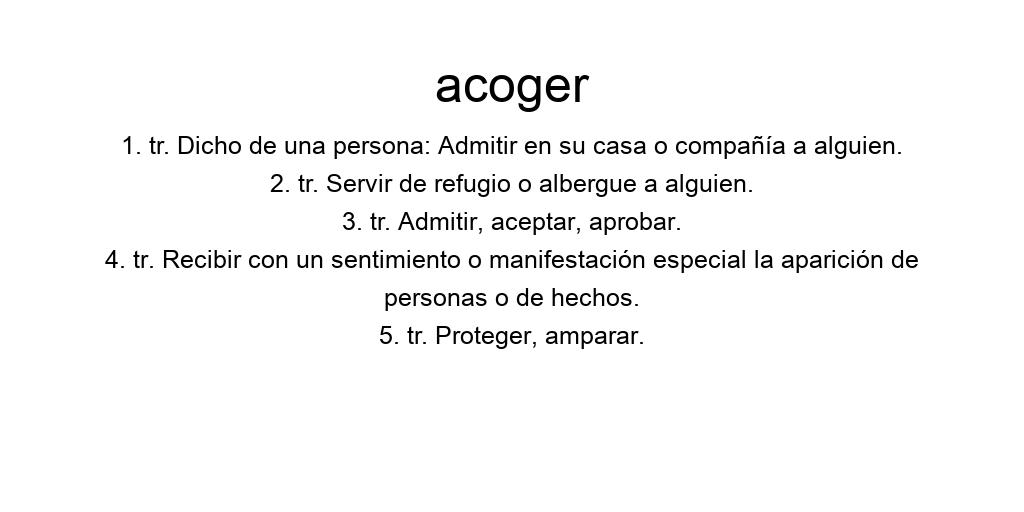 acoger
1. tr. Dicho de una persona: Admitir en su casa o compañía a alguien.
2. tr. Servir de refugio o albergue a alguien.
3. tr. Admitir, aceptar, aprobar.
4. tr. Recibir con un sentimiento o manifestación especial la aparición de
personas o de hechos.
5. tr. Proteger, amparar.